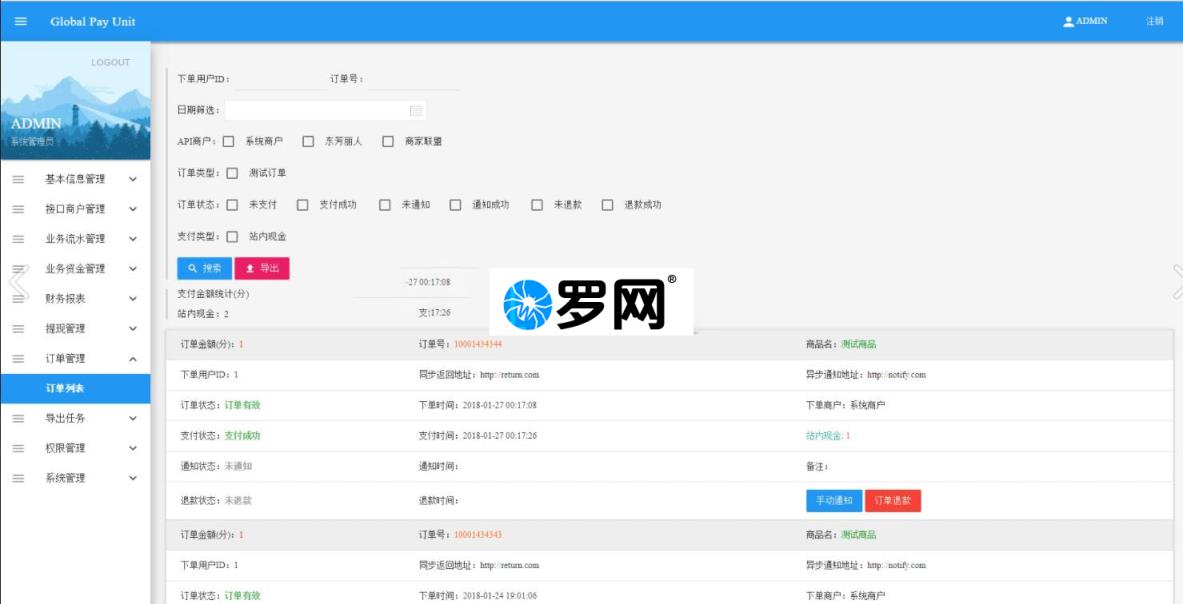 Global Pay Unit ADMIN 注销
LOGOUT
ADMIN
系统管理员
基本信息管理
接口商户管理
业务流水管理
业务资金管理
财务报表
提现管理
订单管理
订单列表
导出任务
权限管理
系统管理
下单用户ID： 订单号：
日期筛选：
API商户： 系统商户 东芳丽人 商家联盟
订单类型： 测试订单
订单状态： 未支付 支付成功 未通知 通知成功 未退款 退款成功
支付类型： 站内现金
搜索 导出
-27 00:17:08
支付金额统计(分)
站内现金：2 支:17:26
罗网®
订单金额(分)：1 订单号：10001434344 商品名：测试商品
下单用户ID：1 同步返回地址：http://return.com 异步通知地址：http://notify.com
订单状态：订单有效 下单时间：2018-01-27 00:17:08 下单商户：系统商户
支付状态：支付成功 支付时间：2018-01-27 00:17:26 站内现金: 1
通知状态：未通知 通知时间： 备注：
退款状态：未退款 退款时间： 手动通知 订单退款
订单金额(分)：1 订单号：10001434343 商品名：测试商品
下单用户ID：1 同步返回地址：http://return.com 异步通知地址：http://notify.com
订单状态：订单有效 下单时间：2018-01-24 19:01:06 下单商户：系统商户